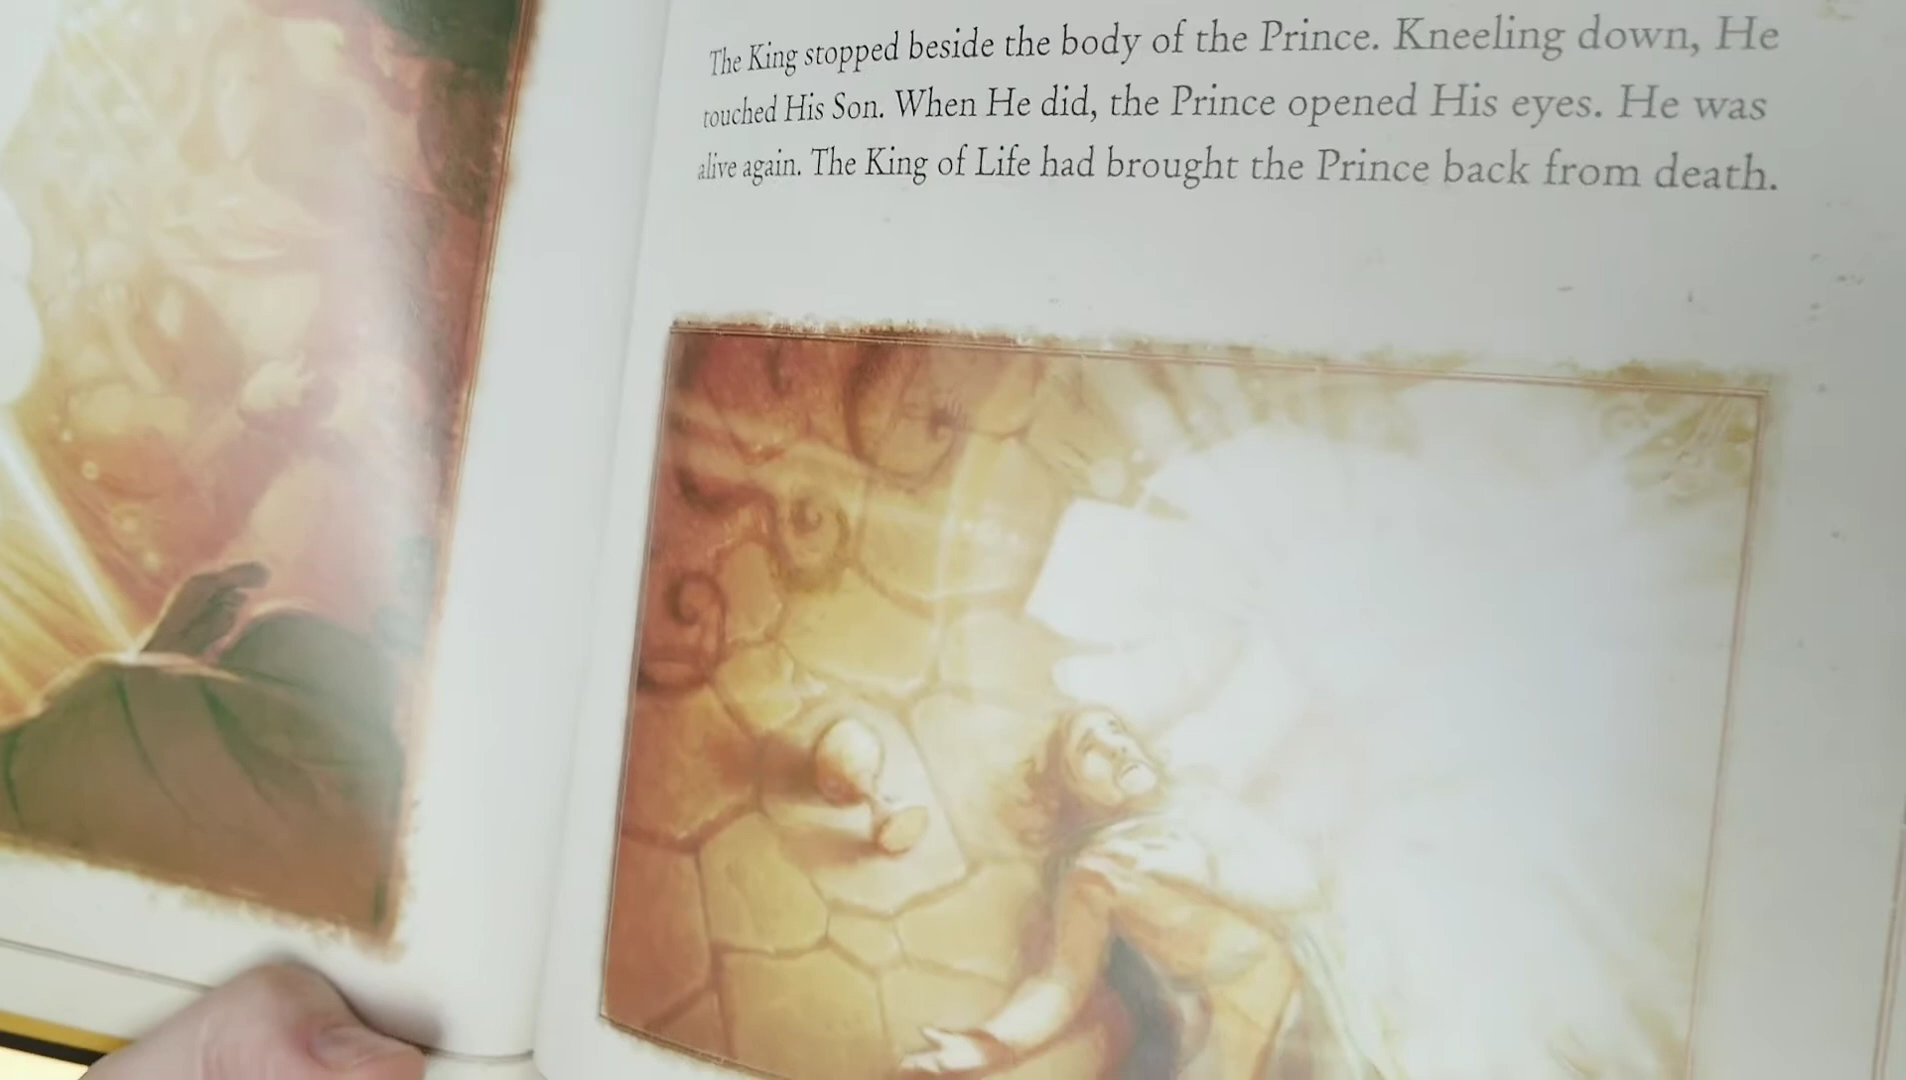 The King stopped beside the body of the Prince. Kneeling down, He
touched His Son. When He did, the Prince opened His eyes. He was
alive again. The King of Life had brought the Prince back from death.